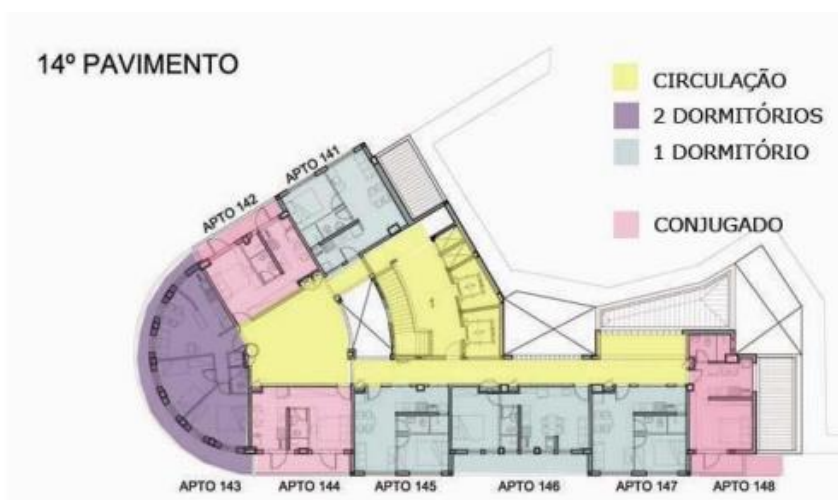 14º PAVIMENTO
CIRCULAÇÃO
2 DORMITÓRIOS
1 DORMITÓRIO
CONJUGADO
APTO 141
APTO 142
APTO 143
APTO 144
APTO 145
APTO 146
APTO 147
APTO 148